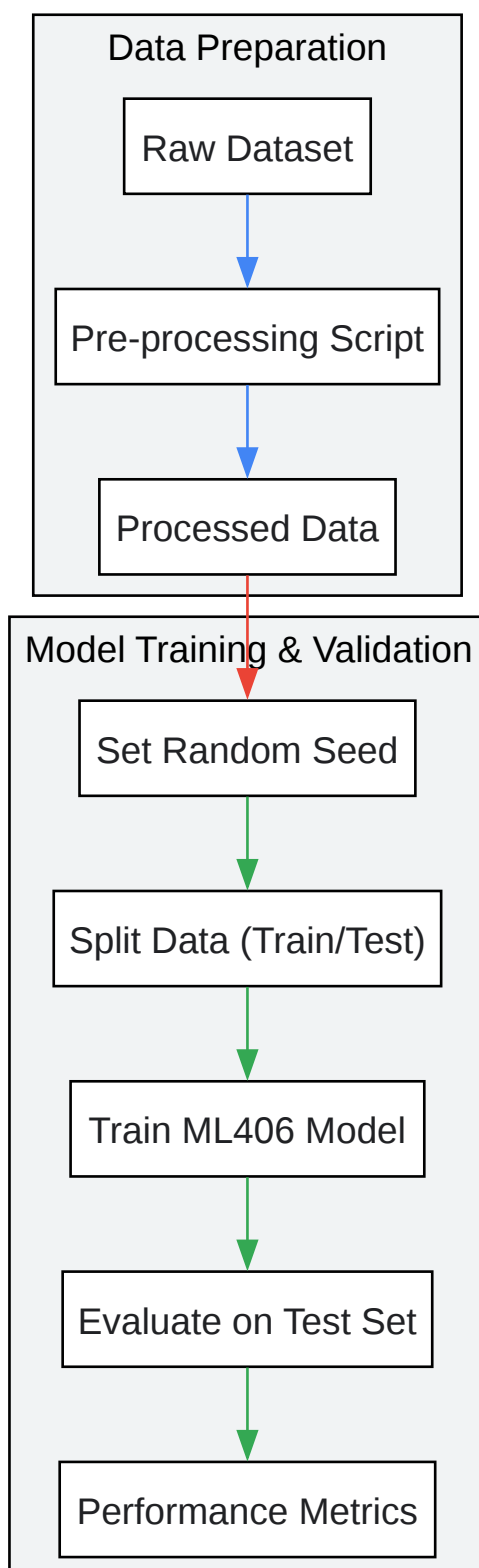 Data Preparation
Raw Dataset
Pre-processing Script
Processed Data
Model Training & Validation
Set Random Seed
Split Data (Train/Test)
Train ML406 Model
Evaluate on Test Set
Performance Metrics